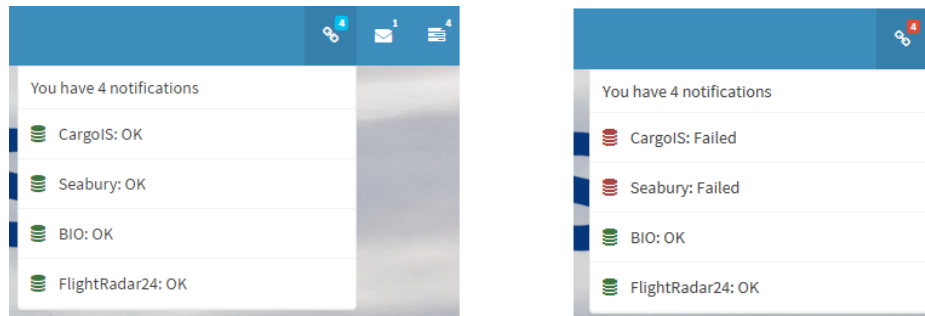 4 1 4
You have 4 notifications
CargoIS: OK
Seabury: OK
BIO: OK
FlightRadar24: OK
4
You have 4 notifications
CargoIS: Failed
Seabury: Failed
BIO: OK
FlightRadar24: OK